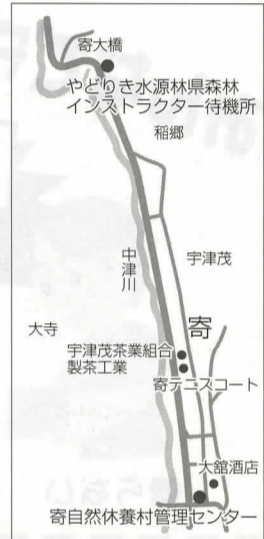 寄大橋
やどりき水源林県森林
インストラクター待機所
稲郷
中津川
宇津茂
大寺
寄
宇津茂茶業組合
製茶工業
寄テニスコート
大舘酒店
寄自然休養村管理センター